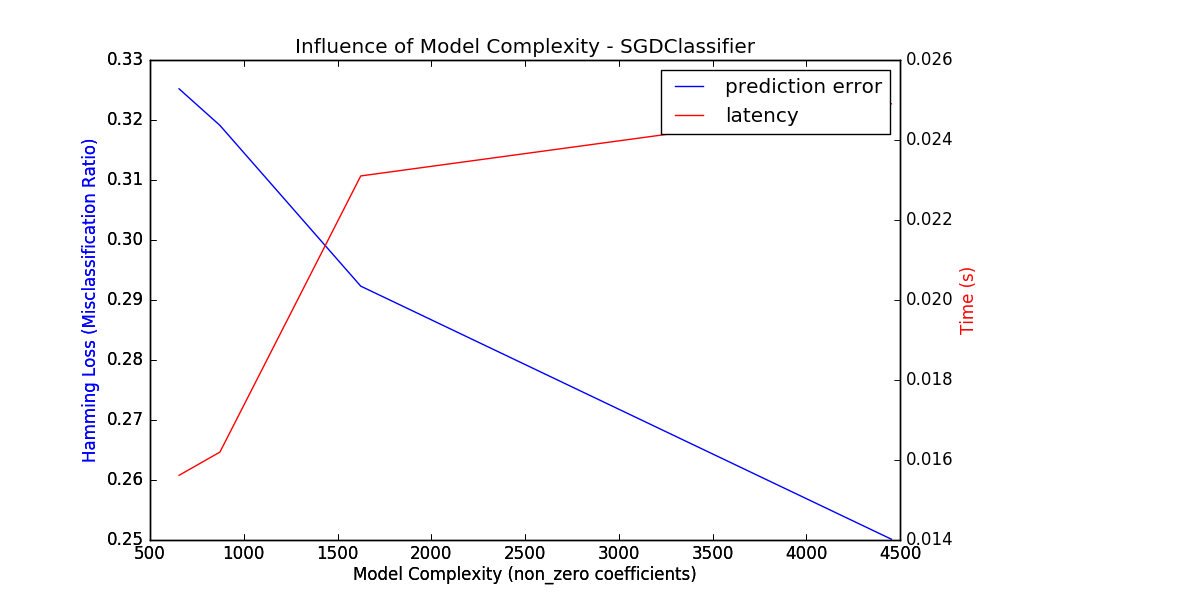 Influence of Model Complexity - SGDClassifier
0.33
0.32
0.31
0.30
0.29
0.28
0.27
0.26
0.25
Hamming Loss (Misclassification Ratio)
prediction error
latency
0.026
0.024
0.022
0.020
0.018
0.016
0.014
Time (s)
500 1000 1500 2000 2500 3000 3500 4000 4500
Model Complexity (non_zero coefficients)